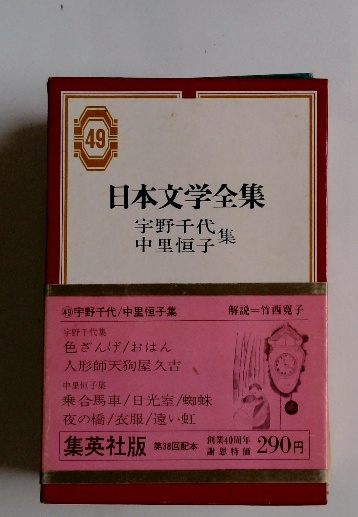 49
日本文学全集
宇野千代
中里恒子
集
㊾宇野千代/中里恒子集
解説＝竹西寛子
宇野千代集
色ざんげ/おはん
人形師天狗屋久吉
中里恒子集
乗合馬車/日光室/蜘蛛
夜の橋/衣服/遠い虹
集英社版
第38回配本
創業40周年
謝恩特価
290円